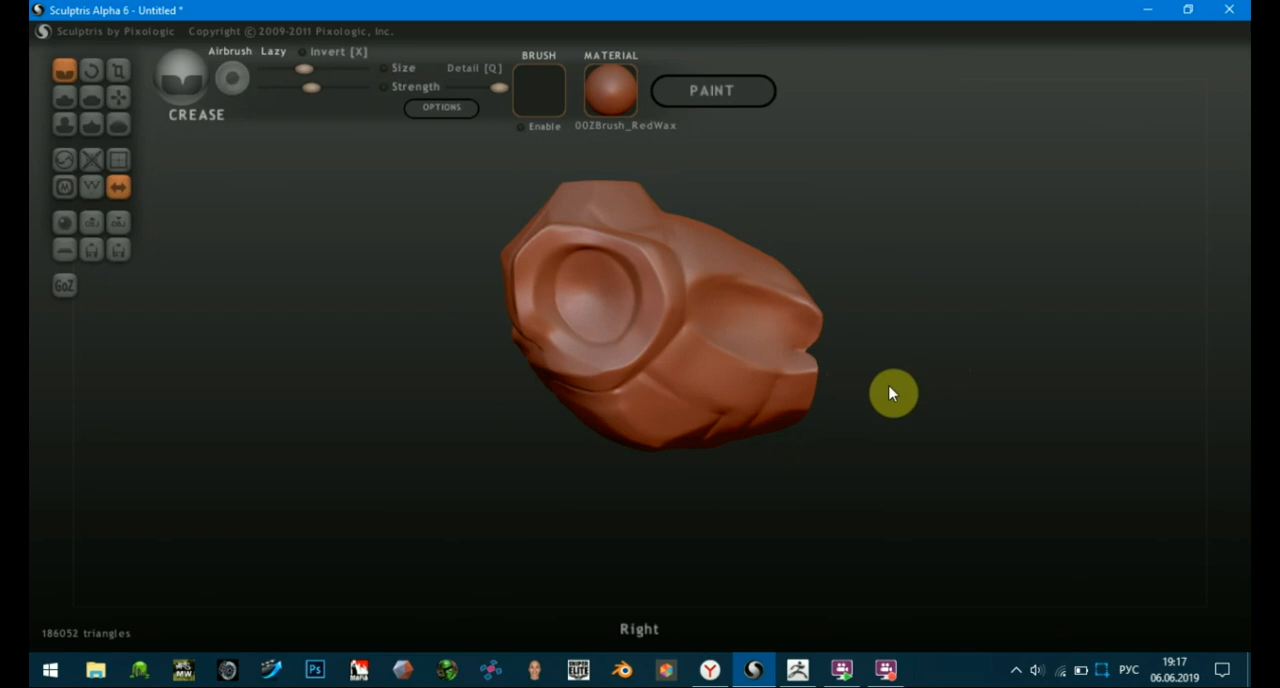 Sculptris Alpha 6 - Untitled *
Sculptris by Pixologic Copyright © 2009-2011 Pixologic, Inc.
Airbrush Lazy Invert [X]
BRUSH MATERIAL
Size Detail [Q]
Strength
PAINT
OPTIONS
CREASE
Enable 00ZBrush_RedWax
GoZ
186052 triangles
Right
Ps
РУС
19:17
06.06.2019